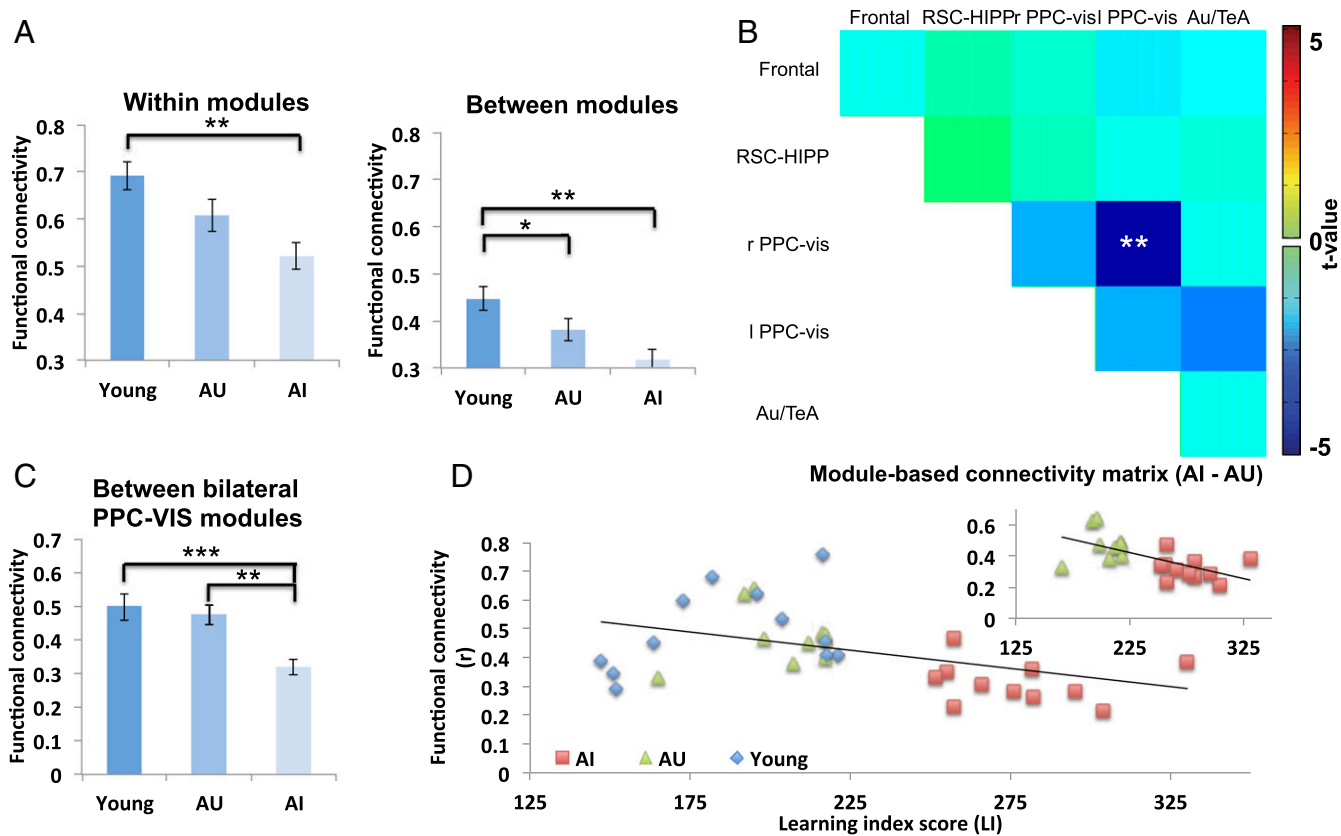 A
Within modules
Functional connectivity
0.8
0.7
0.6
0.5
0.4
0.3
**
Young AU AI
Between modules
Functional connectivity
0.8
0.7
0.6
0.5
0.4
0.3
**
*
Young AU AI
B
Frontal RSC-HIPPr PPC-visl PPC-vis Au/TeA
Frontal
RSC-HIPP
r PPC-vis
l PPC-vis
Au/TeA
**
5
0
0
-5
t-value
Module-based connectivity matrix (AI - AU)
C
Between bilateral
PPC-VIS modules
Functional connectivity
0.7
0.6
0.5
0.4
0.3
0.2
0.1
0
***
**
Young AU AI
D
Functional connectivity
(r)
0.8
0.7
0.6
0.5
0.4
0.3
0.2
0.1
0
AI AU Young
125 175 225 275 325
Learning index score (LI)
0.6
0.4
0.2
0
125 225 325